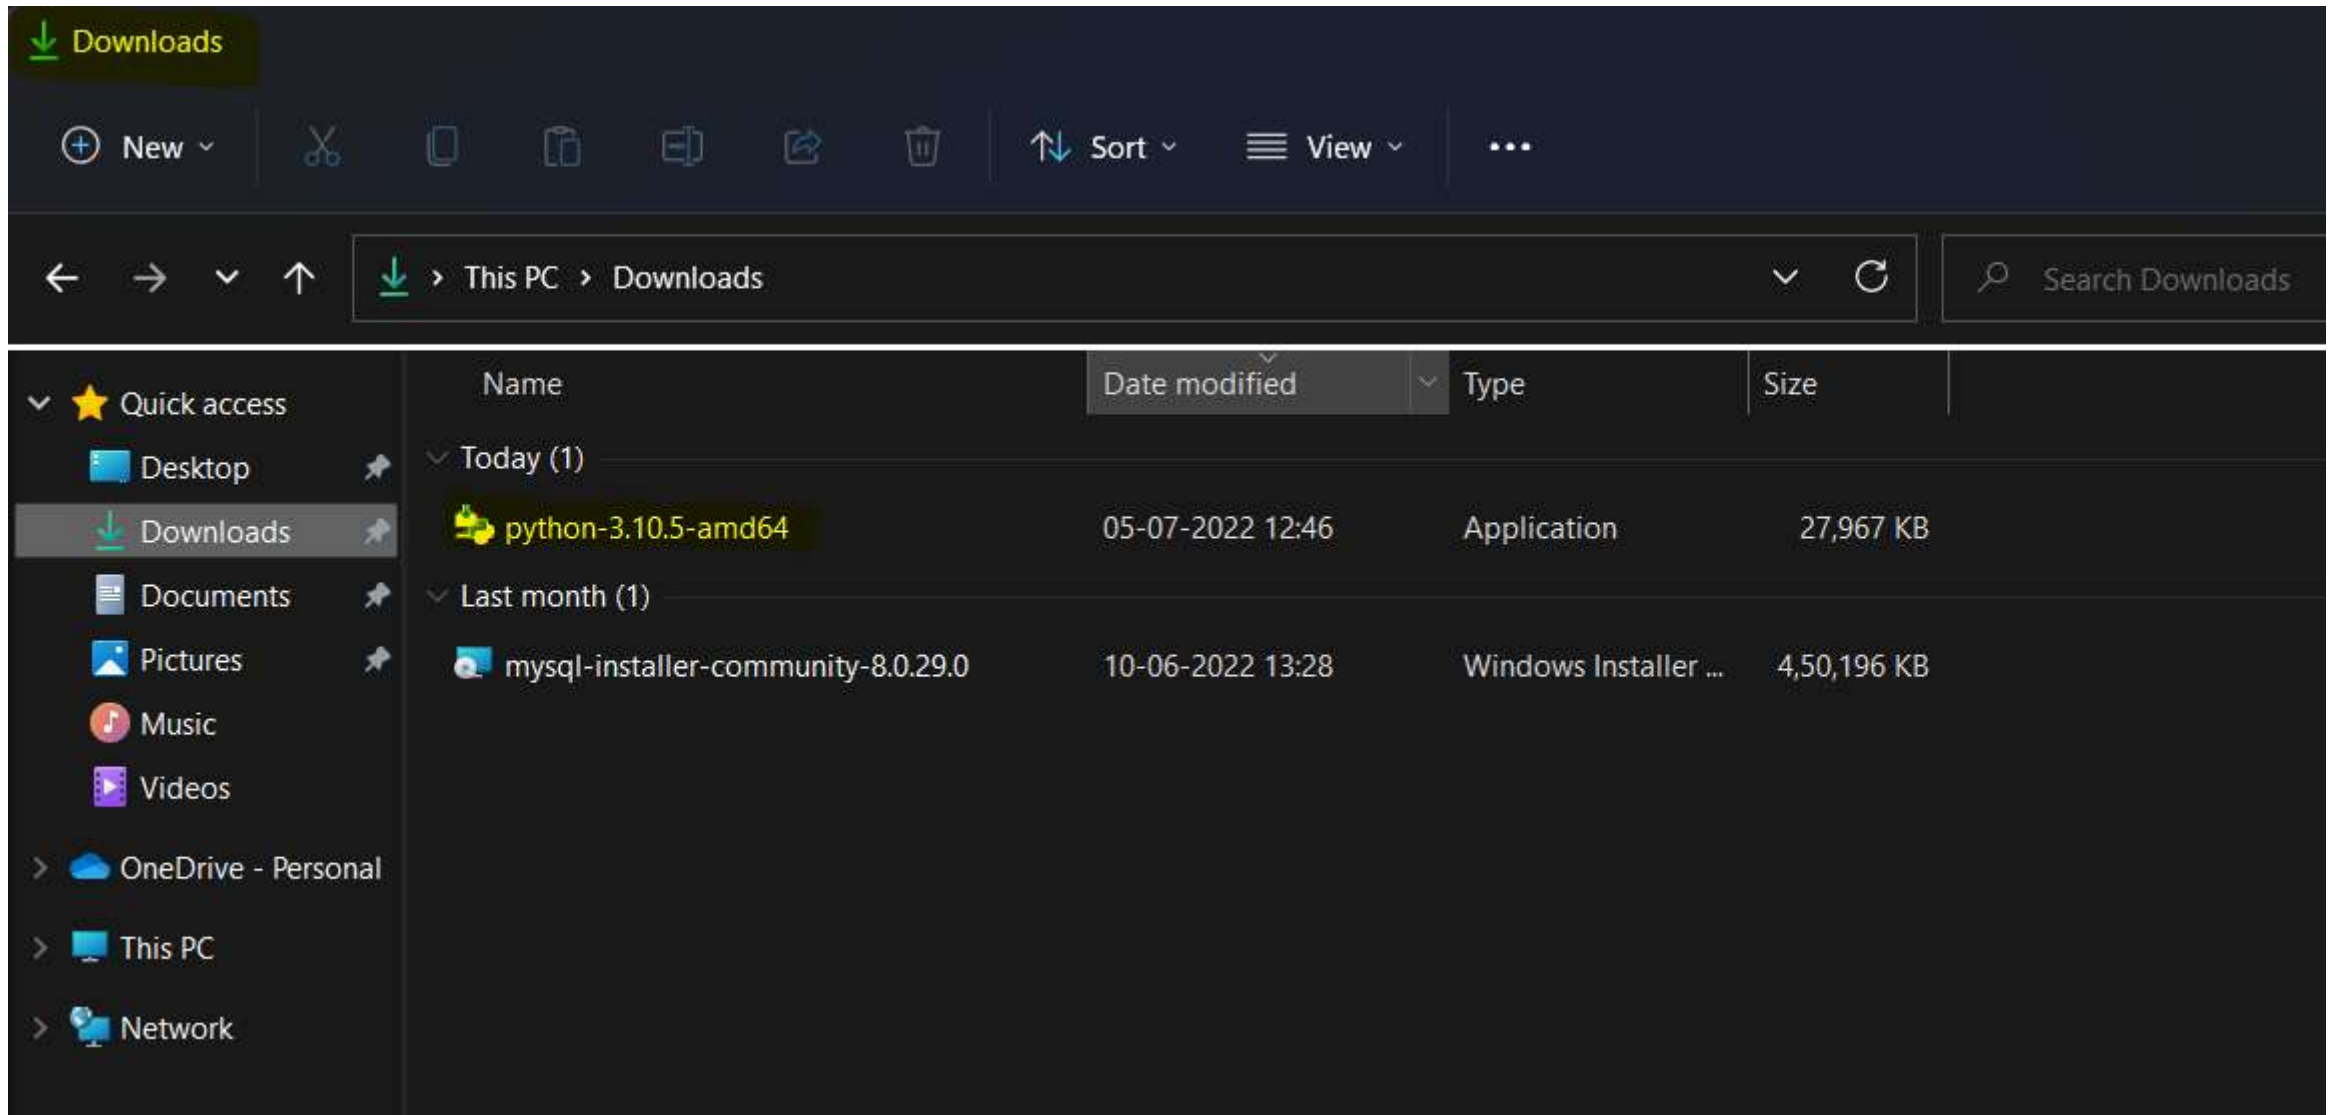 Downloads
New Sort View
This PC > Downloads Search Downloads
Name Date modified Type Size
Quick access
Desktop
Downloads
Documents
Pictures
Music
Videos
OneDrive - Personal
This PC
Network
Today (1)
python-3.10.5-amd64 05-07-2022 12:46 Application 27,967 KB
Last month (1)
mysql-installer-community-8.0.29.0 10-06-2022 13:28 Windows Installer ... 4,50,196 KB